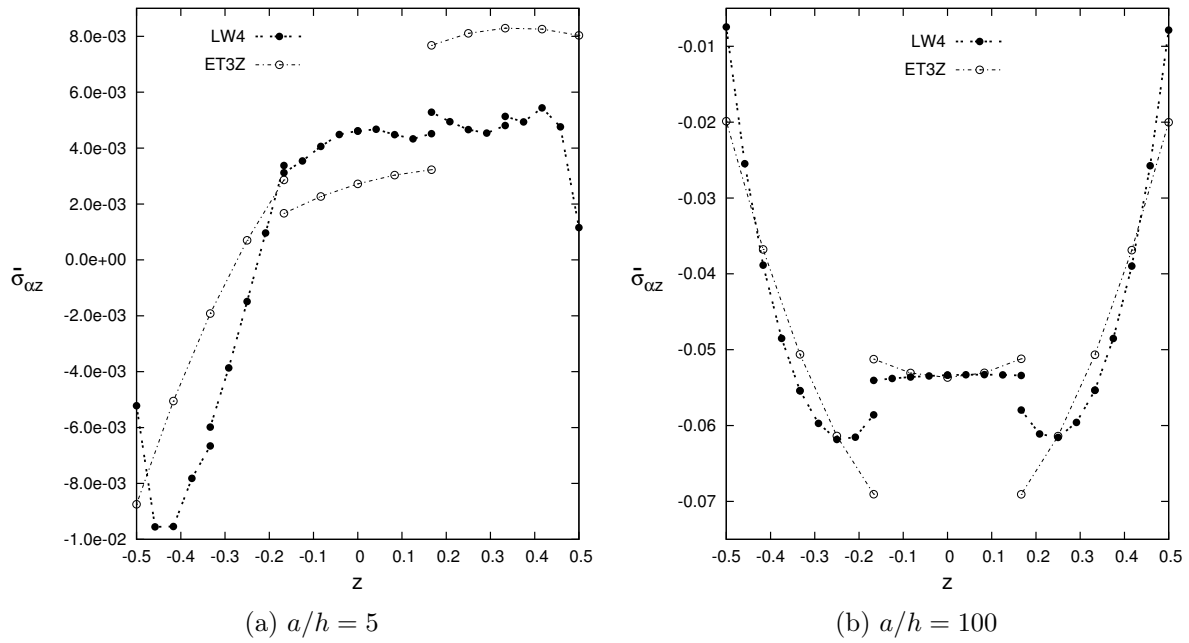 8.0e-03
6.0e-03
4.0e-03
2.0e-03
0.0e+00
-2.0e-03
-4.0e-03
-6.0e-03
-8.0e-03
-1.0e-02
σ̄αz
LW4
ET3Z
-0.5 -0.4 -0.3 -0.2 -0.1 0 0.1 0.2 0.3 0.4 0.5
z
(a) a/h = 5
-0.01
-0.02
-0.03
-0.04
-0.05
-0.06
-0.07
σ̄αz
LW4
ET3Z
-0.5 -0.4 -0.3 -0.2 -0.1 0 0.1 0.2 0.3 0.4 0.5
z
(b) a/h = 100